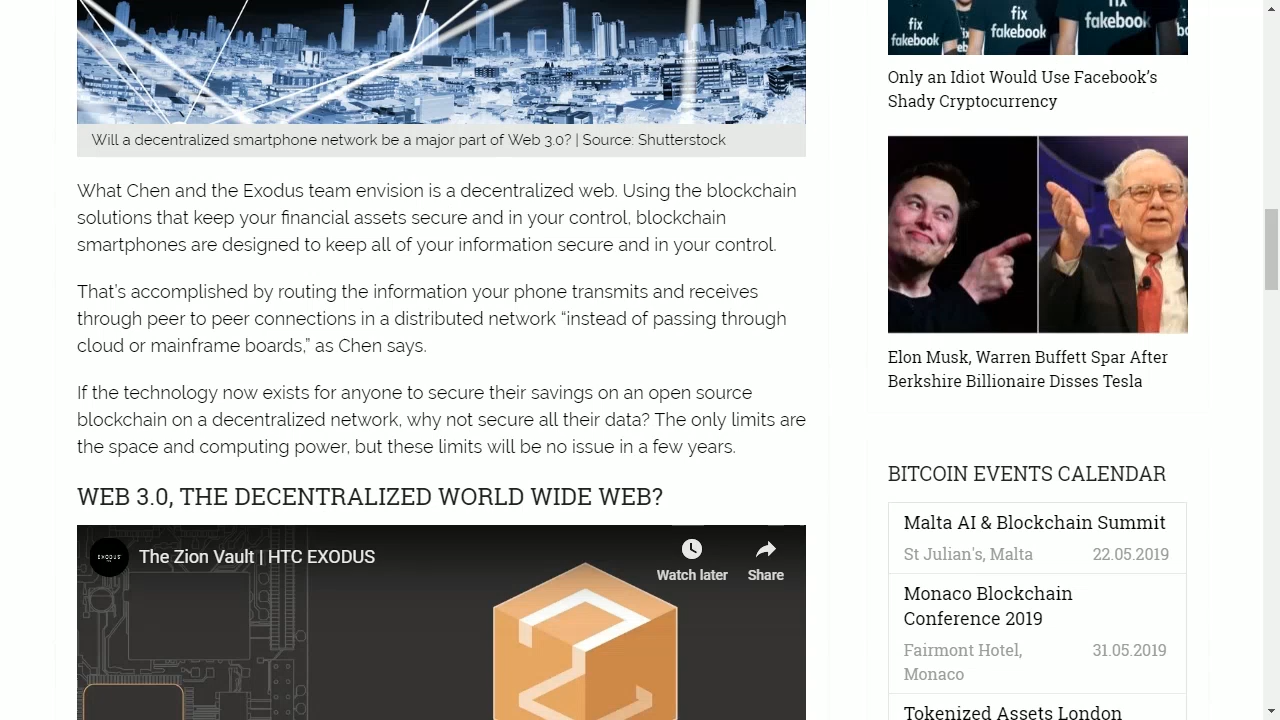 Will a decentralized smartphone network be a major part of Web 3.0? | Source: Shutterstock
What Chen and the Exodus team envision is a decentralized web. Using the blockchain
solutions that keep your financial assets secure and in your control, blockchain
smartphones are designed to keep all of your information secure and in your control.
That’s accomplished by routing the information your phone transmits and receives
through peer to peer connections in a distributed network “instead of passing through
cloud or mainframe boards,” as Chen says.
If the technology now exists for anyone to secure their savings on an open source
blockchain on a decentralized network, why not secure all their data? The only limits are
the space and computing power, but these limits will be no issue in a few years.
WEB 3.0, THE DECENTRALIZED WORLD WIDE WEB?
EXODUS
The Zion Vault | HTC EXODUS
Watch later
Share
fix
fakebook
fix
fakebook
fix
fakebook
Only an Idiot Would Use Facebook’s
Shady Cryptocurrency
Elon Musk, Warren Buffett Spar After
Berkshire Billionaire Disses Tesla
BITCOIN EVENTS CALENDAR
Malta AI & Blockchain Summit
St Julian's, Malta 22.05.2019
Monaco Blockchain
Conference 2019
Fairmont Hotel, 31.05.2019
Monaco
Tokenized Assets London